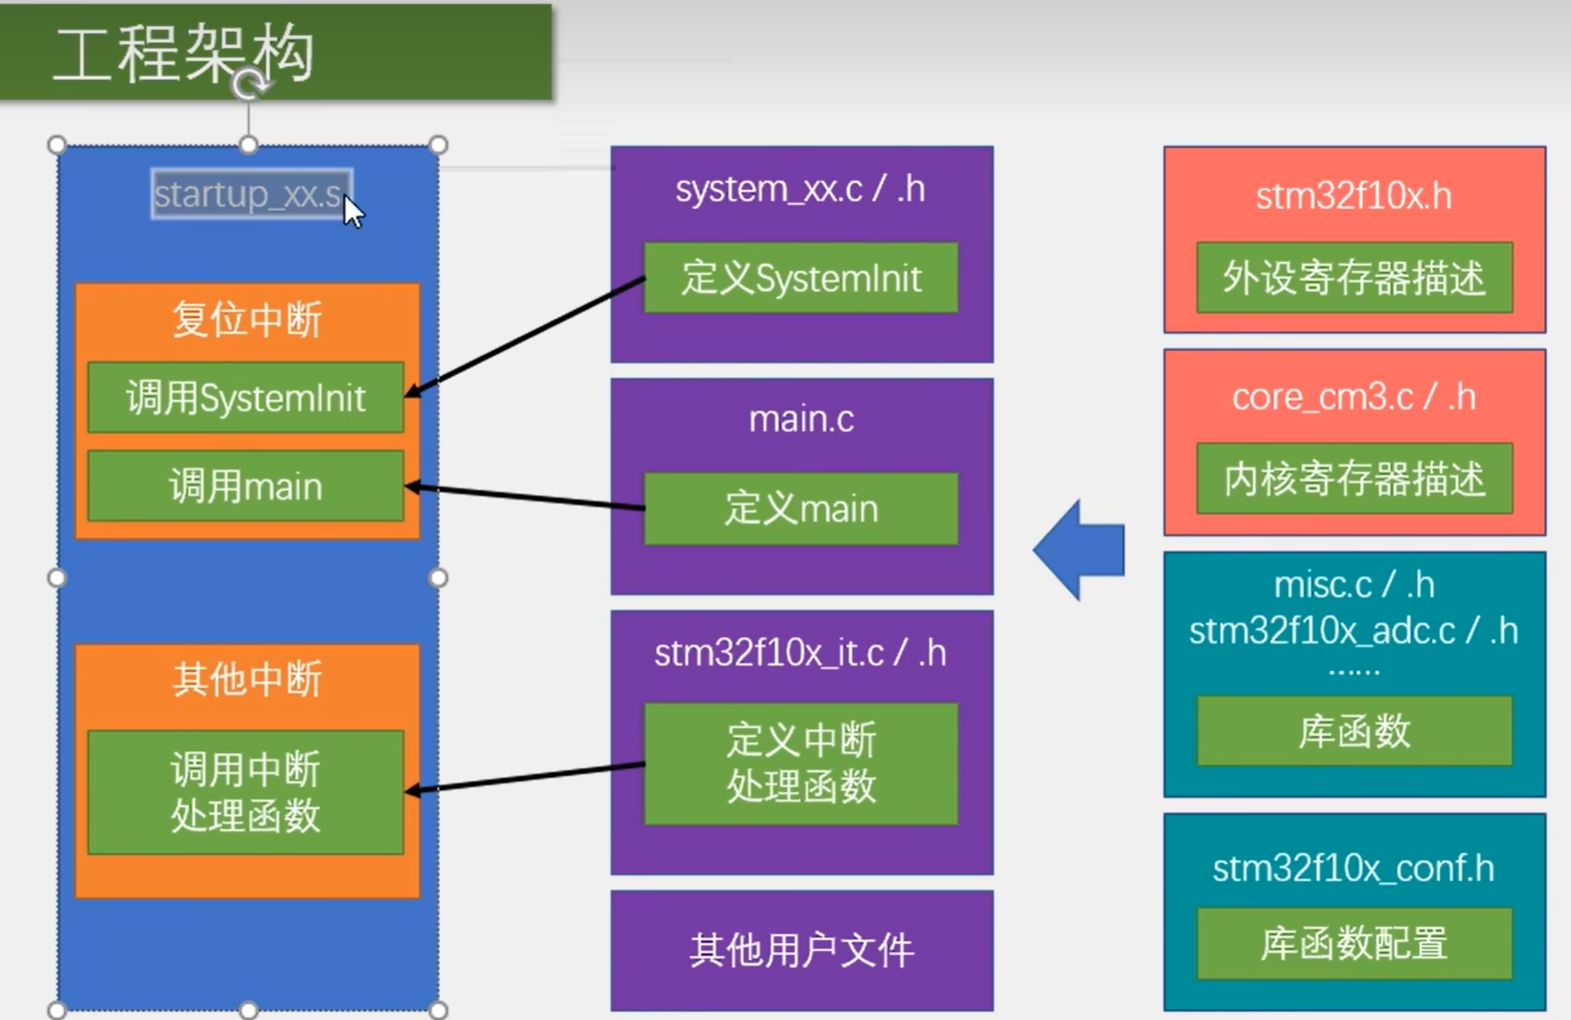 工程架构
startup_xx.s
复位中断
调用SystemInit
调用main
其他中断
调用中断
处理函数
system_xx.c / .h
定义SystemInit
main.c
定义main
stm32f10x_it.c / .h
定义中断
处理函数
其他用户文件
stm32f10x.h
外设寄存器描述
core_cm3.c / .h
内核寄存器描述
misc.c / .h
stm32f10x_adc.c / .h
……
库函数
stm32f10x_conf.h
库函数配置